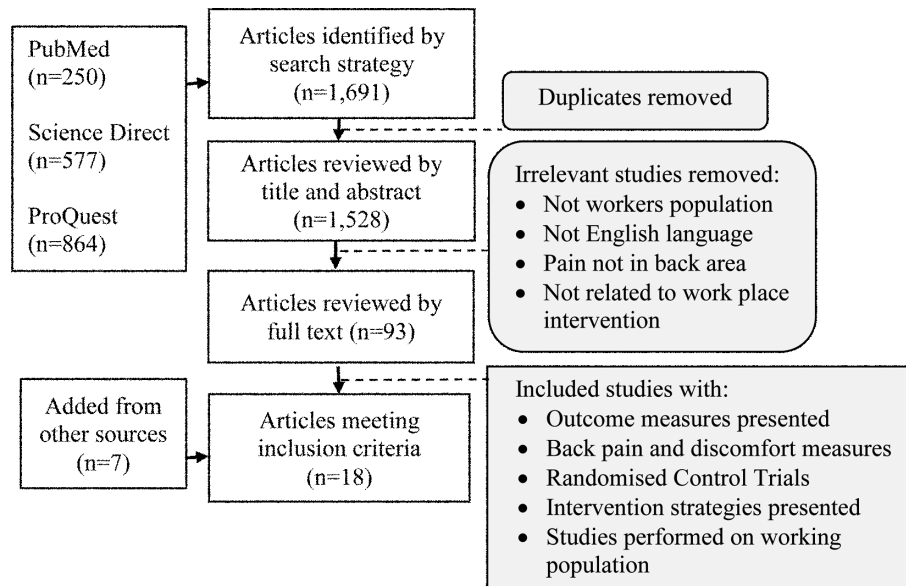 PubMed
(n=250)
Science Direct
(n=577)
ProQuest
(n=864)
Articles identified by
search strategy
(n=1,691)
Duplicates removed
Articles reviewed by
title and abstract
(n=1,528)
Irrelevant studies removed:
• Not workers population
• Not English language
• Pain not in back area
• Not related to work place
intervention
Articles reviewed by
full text (n=93)
Added from
other sources
(n=7)
Articles meeting
inclusion criteria
(n=18)
Included studies with:
• Outcome measures presented
• Back pain and discomfort measures
• Randomised Control Trials
• Intervention strategies presented
• Studies performed on working
population